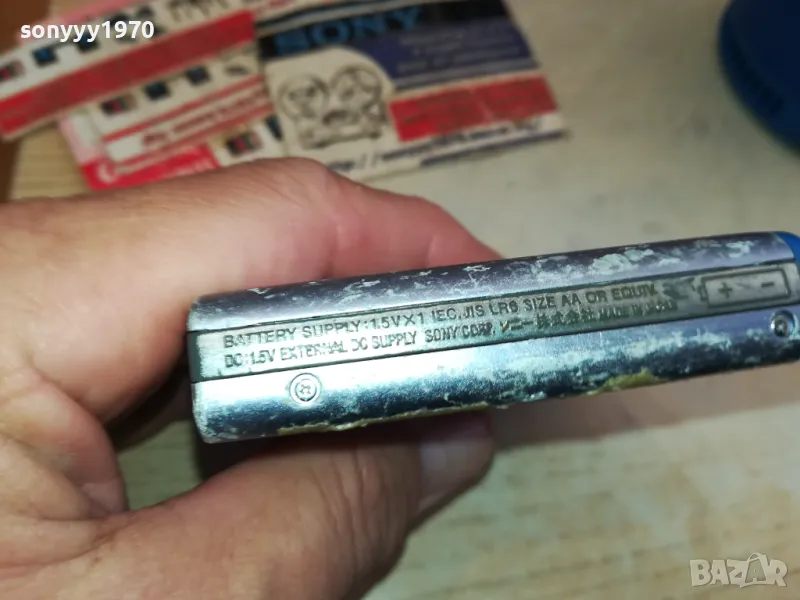 sonyyy1970
SONY
BATTERY SUPPLY:1.5V×1 IEC, JIS LR6 SIZE AA OR EQUIV.
DC:1.5V EXTERNAL DC SUPPLY SONY CORP. ソニー株式会社 MADE IN JAPAN
+ −
BAZAR